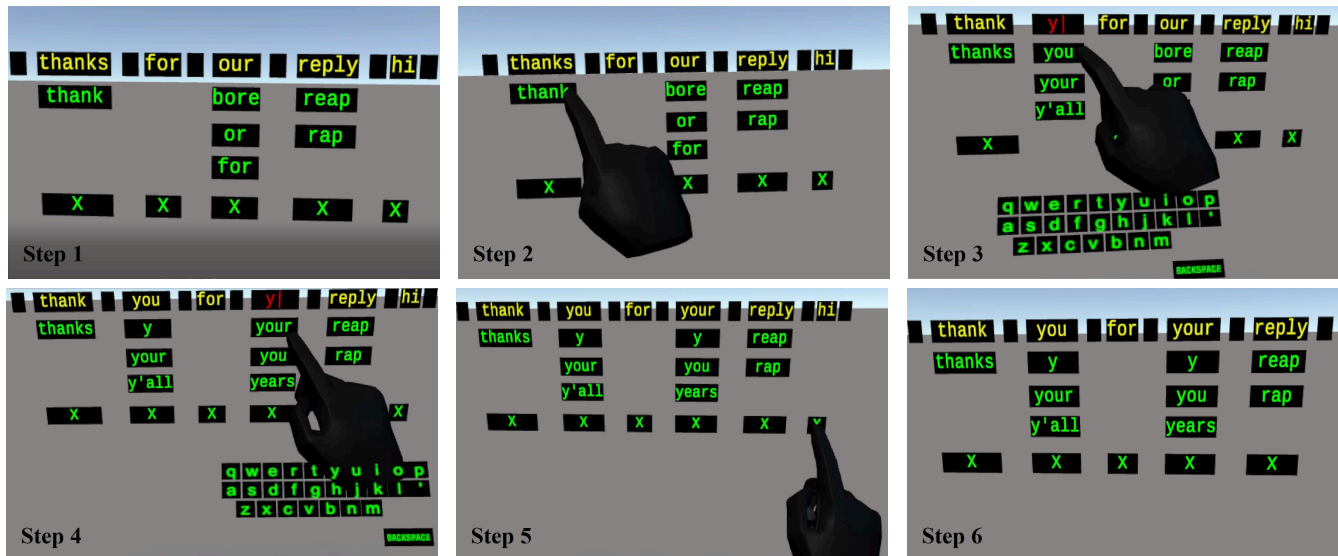 thanks for our reply hi
thank bore reap
or rap
for
X X X X X
Step 1
thanks for our reply hi
thank bore reap
or rap
for
X X X X
Step 2
thank y| for our reply hi
thanks you bore reap
your or rap
y'all
X X X
q w e r t y u i o p
a s d f g h j k l '
z x c v b n m
BACKSPACE
Step 3
thank you for y| reply hi
thanks y your reap
your you rap
y'all years
X X X X X
q w e r t y u i o p
a s d f g h j k l '
z x c v b n m
BACKSPACE
Step 4
thank you for your reply hi
thanks y y reap
your you rap
y'all years
X X X X X
Step 5
thank you for your reply
thanks y y reap
your you rap
y'all years
X X X X X
Step 6